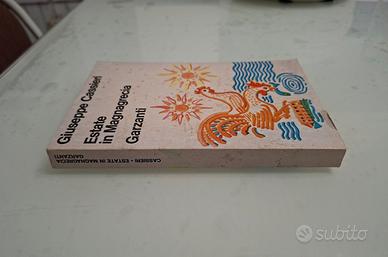 Giuseppe Cassieri
Estate
in Magnagrecia
Garzanti
CASSIERI • ESTATE IN MAGNAGRECIA
GARZANTI
subito